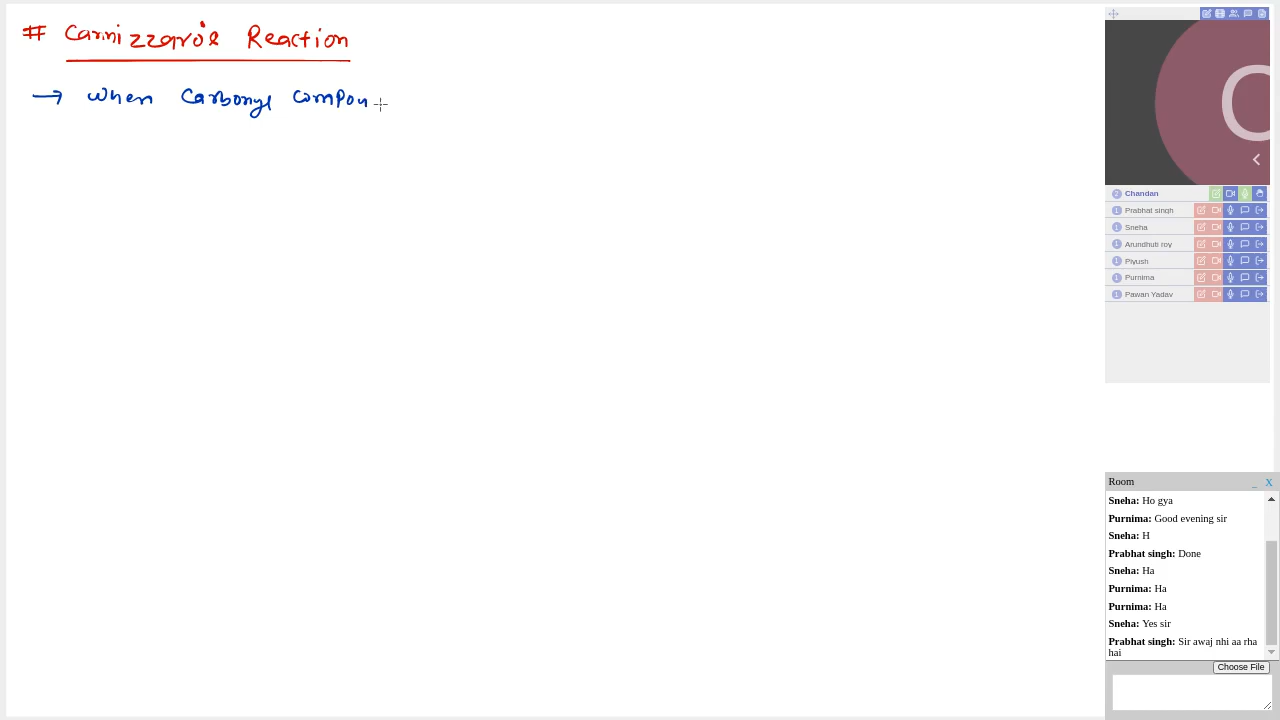 # Cannizzaro's Reaction
→ When Carbonyl Compou
C
Chandan
Prabhat singh
Sneha
Arundhuti roy
Piyush
Purnima
Pawan Yadav
Room
_ X
Sneha: Ho gya
Purnima: Good evening sir
Sneha: H
Prabhat singh: Done
Sneha: Ha
Purnima: Ha
Purnima: Ha
Sneha: Yes sir
Prabhat singh: Sir awaj nhi aa rha
hai
Choose File